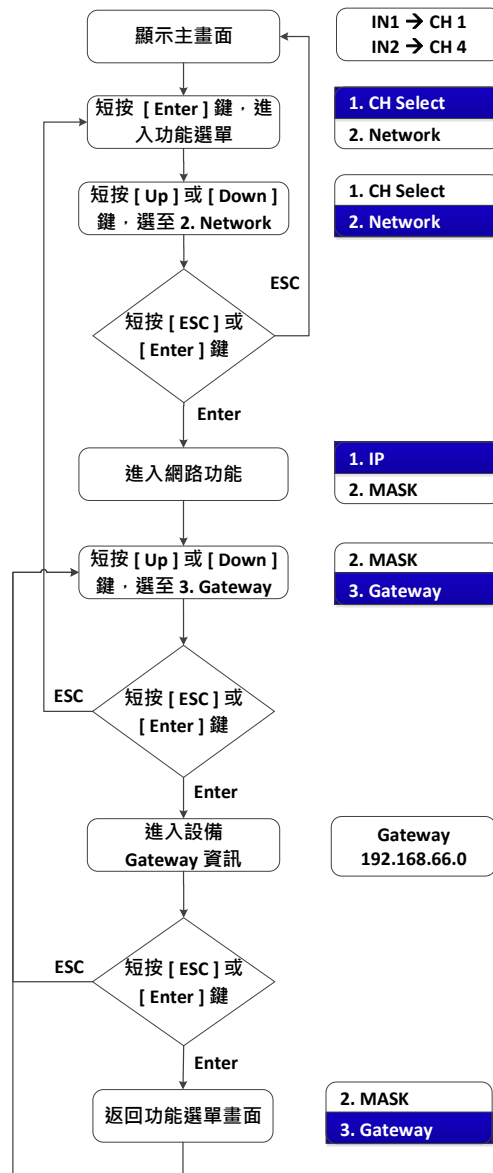 顯示主畫面
IN1 → CH 1
IN2 → CH 4
短按 [ Enter ] 鍵，進
入功能選單
1. CH Select
2. Network
短按 [ Up ] 或 [ Down ]
鍵，選至 2. Network
1. CH Select
2. Network
ESC
短按 [ ESC ] 或
[ Enter ] 鍵
Enter
進入網路功能
1. IP
2. MASK
短按 [ Up ] 或 [ Down ]
鍵，選至 3. Gateway
2. MASK
3. Gateway
ESC
短按 [ ESC ] 或
[ Enter ] 鍵
Enter
進入設備
Gateway 資訊
Gateway
192.168.66.0
ESC
短按 [ ESC ] 或
[ Enter ] 鍵
Enter
返回功能選單畫面
2. MASK
3. Gateway